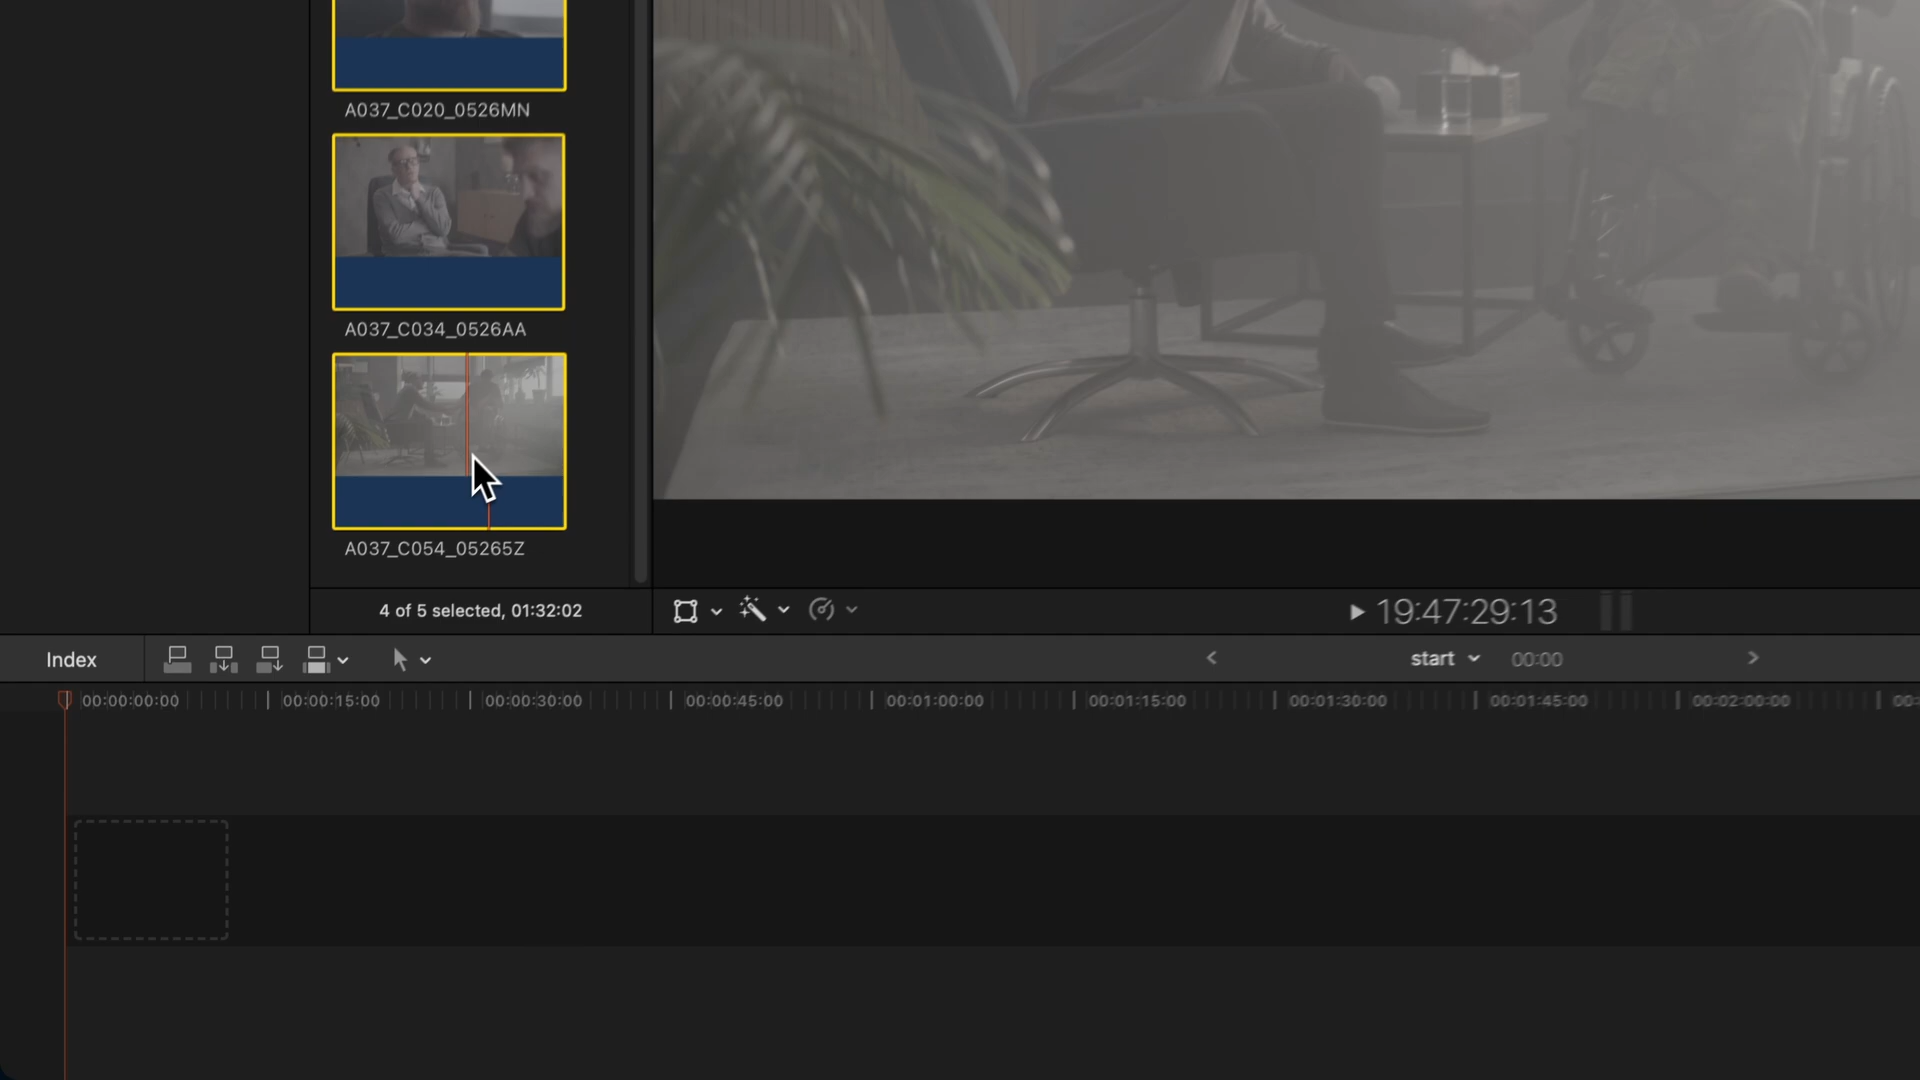 A037_C020_0526MN
A037_C034_0526AA
A037_C054_05265Z
4 of 5 selected, 01:32:02
19:47:29:13
Index
start 00:00
00:00:00:00 00:00:15:00 00:00:30:00 00:00:45:00 00:01:00:00 00:01:15:00 00:01:30:00 00:01:45:00 00:02:00:00 00: